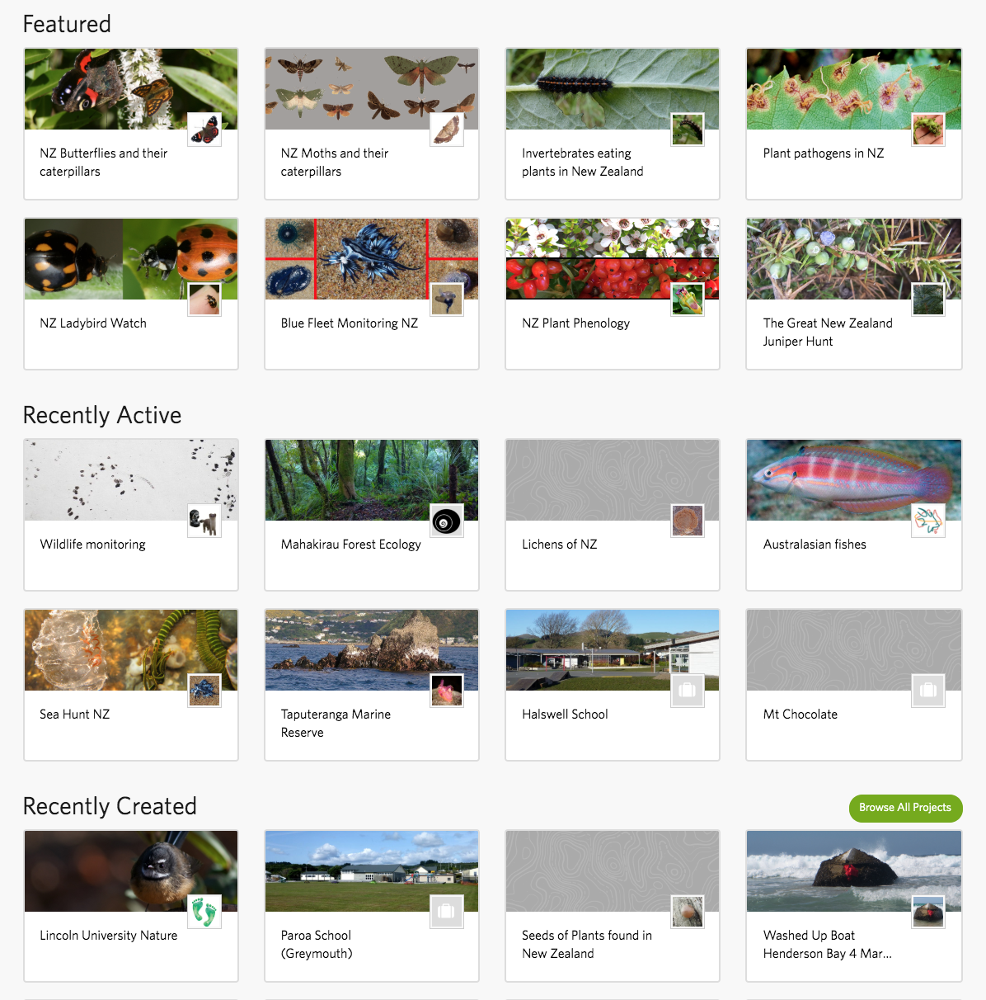 Featured
NZ Butterflies and their
caterpillars
NZ Moths and their
caterpillars
Invertebrates eating
plants in New Zealand
Plant pathogens in NZ
NZ Ladybird Watch
Blue Fleet Monitoring NZ
NZ Plant Phenology
The Great New Zealand
Juniper Hunt
Recently Active
Wildlife monitoring
Mahakirau Forest Ecology
Lichens of NZ
Australasian fishes
Sea Hunt NZ
Taputeranga Marine
Reserve
Halswell School
Mt Chocolate
Recently Created
Browse All Projects
Lincoln University Nature
Paroa School
(Greymouth)
Seeds of Plants found in
New Zealand
Washed Up Boat
Henderson Bay 4 Mar...